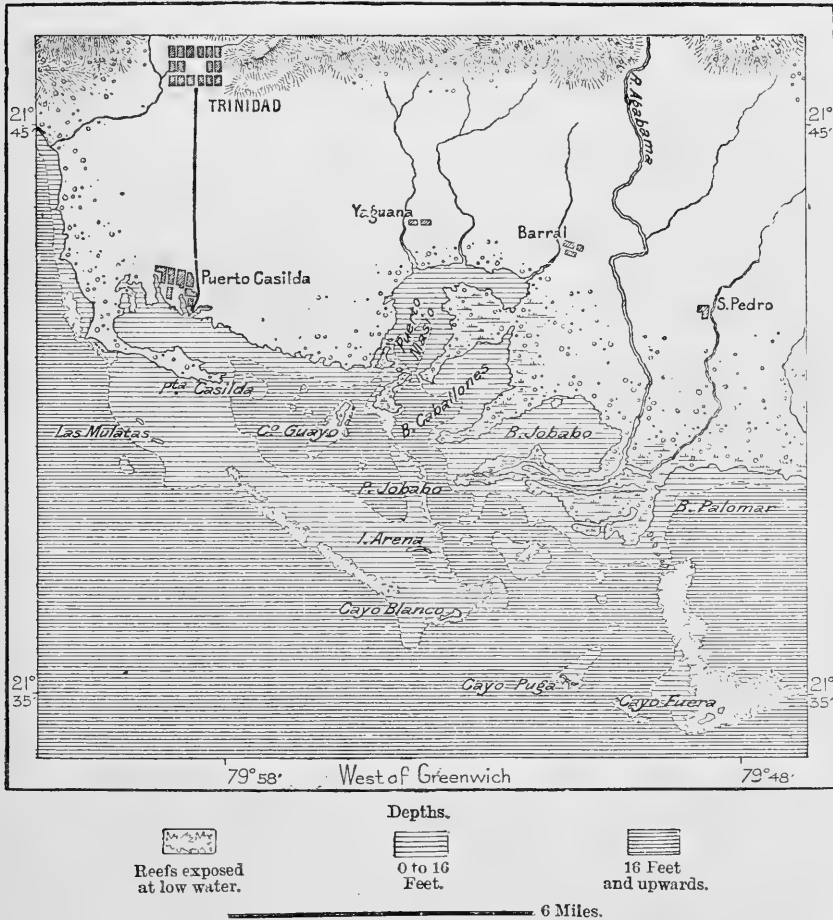 TRINIDAD
R. Agabama
21°
45'
21°
45'
Yaguana
Barral
Puerto Casilda
S. Pedro
Puerto Masio
Pta Casilda
B. Caballones
Las Mulatas
Co Guayo
B. Jobabo
P. Jobabo
B. Palomar
I. Arena
Cayo Blanco
Cayo Puga
Cayo Fuera
21°
35'
21°
35'
79°58'
West of Greenwich
79°48'
Depths.
Reefs exposed
at low water.
0 to 16
Feet.
16 Feet
and upwards.
6 Miles.